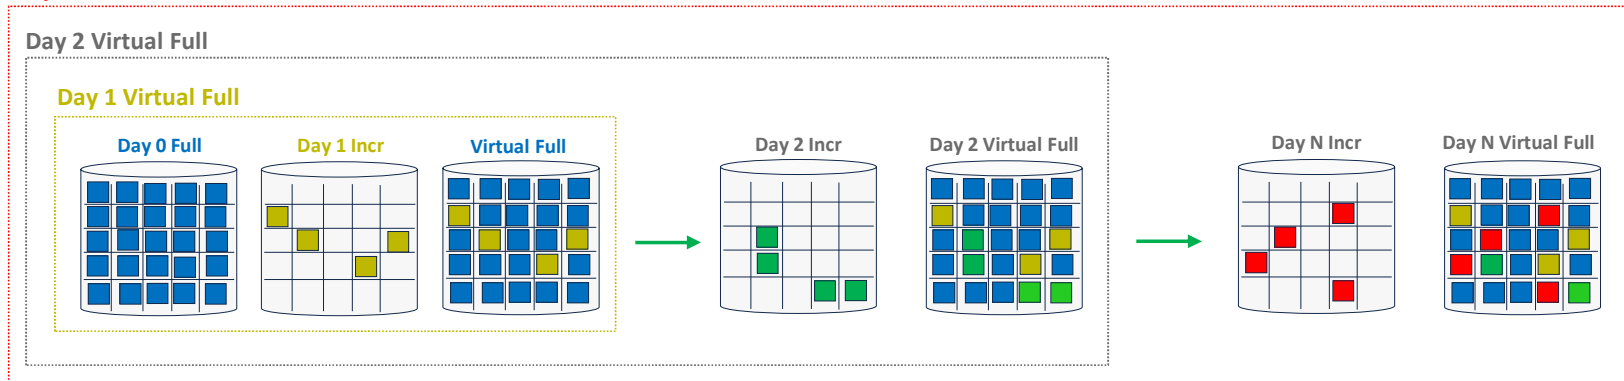 Day 2 Virtual Full
Day 1 Virtual Full
Day 0 Full
Day 1 Incr
Virtual Full
Day 2 Incr
Day 2 Virtual Full
Day N Incr
Day N Virtual Full